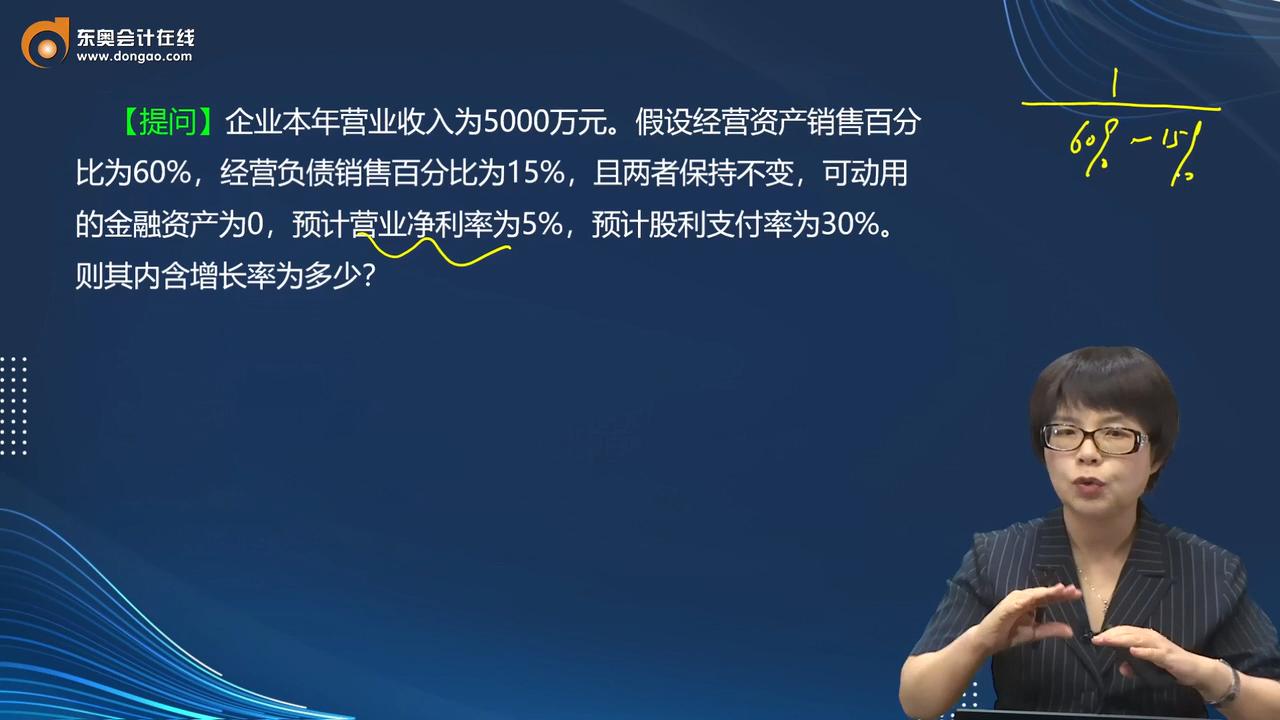 东奥会计在线
www.dongao.com
【提问】企业本年营业收入为5000万元。假设经营资产销售百分
比为60%，经营负债销售百分比为15%，且两者保持不变，可动用
的金融资产为0，预计营业净利率为5%，预计股利支付率为30%。
则其内含增长率为多少？
1
60% - 15%